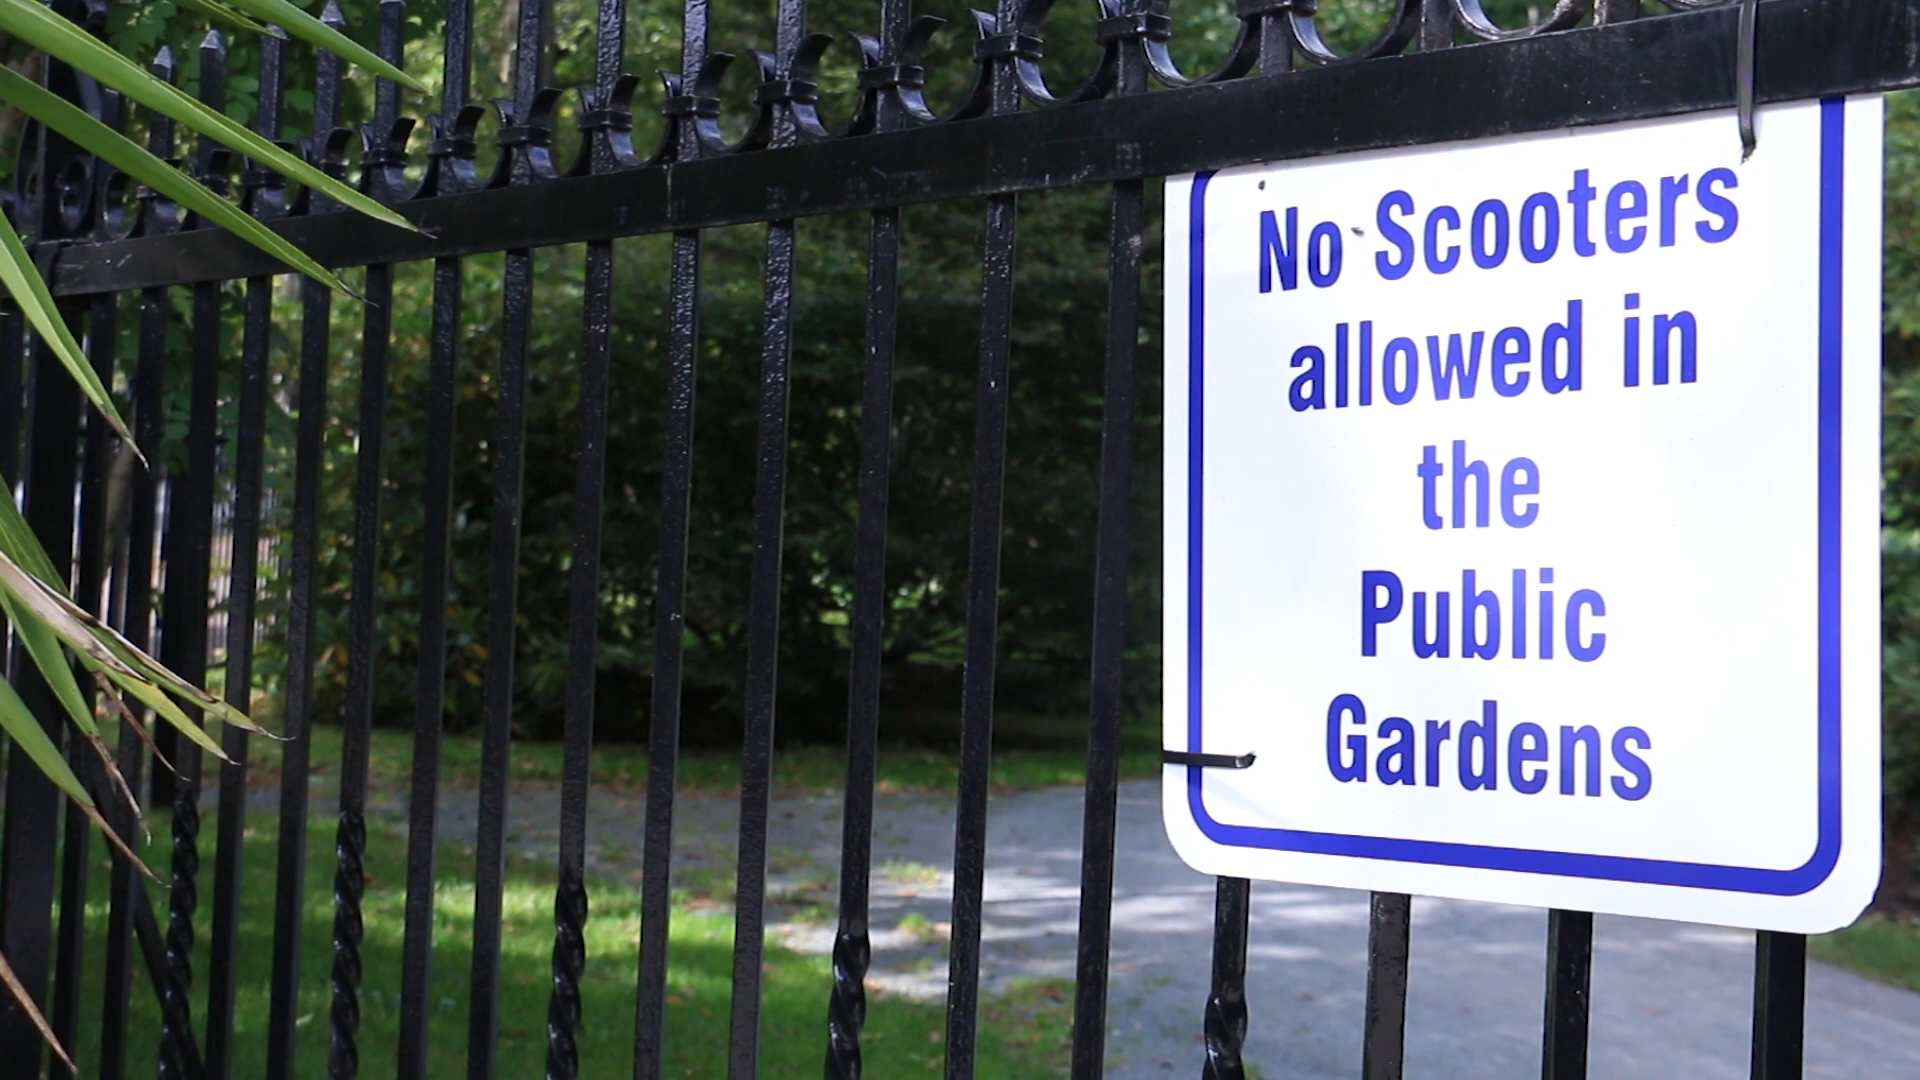 No Scooters
allowed in
the
Public
Gardens